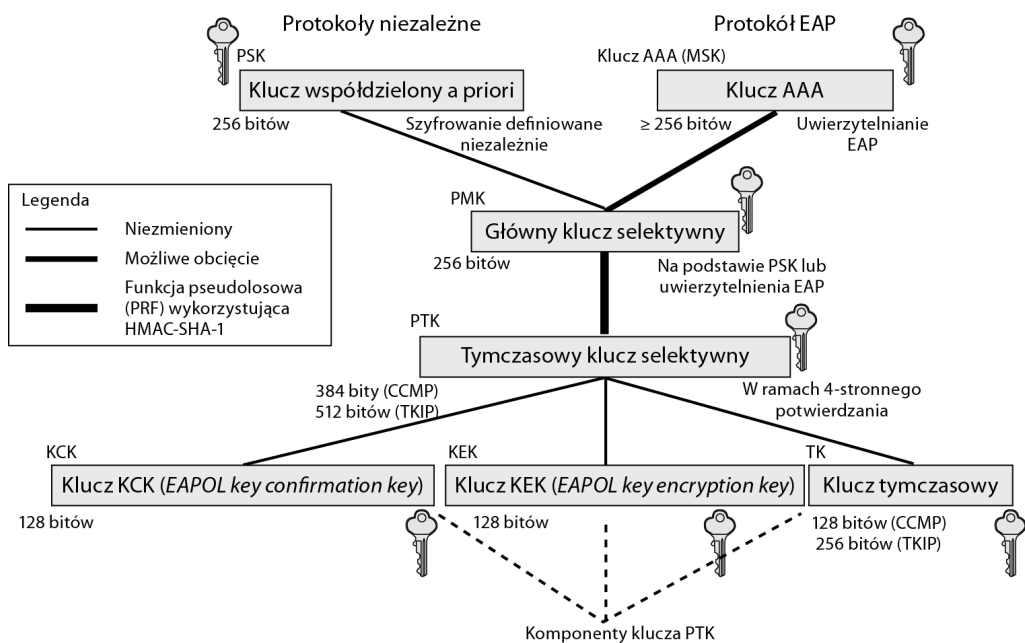 Protokoły niezależne
Protokół EAP
PSK
Klucz AAA (MSK)
Klucz współdzielony a priori
Klucz AAA
256 bitów
Szyfrowanie definiowane
niezależnie
≥ 256 bitów
Uwierzytelnianie
EAP
Legenda
Niezmieniony
Możliwe obcięcie
Funkcja pseudolosowa
(PRF) wykorzystująca
HMAC-SHA-1
PMK
Główny klucz selektywny
256 bitów
Na podstawie PSK lub
uwierzytelnienia EAP
PTK
Tymczasowy klucz selektywny
384 bity (CCMP)
512 bitów (TKIP)
W ramach 4-stronnego
potwierdzania
KCK
KEK
TK
Klucz KCK (EAPOL key confirmation key)
Klucz KEK (EAPOL key encryption key)
Klucz tymczasowy
128 bitów
128 bitów
128 bitów (CCMP)
256 bitów (TKIP)
Komponenty klucza PTK